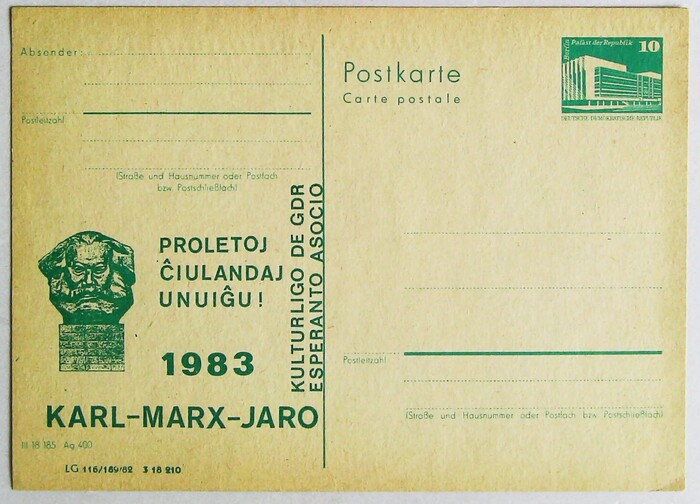 Absender:
Postleitzahl
(Straße und Hausnummer oder Postfach
bzw. Postschließfach)
PROLETOJ
ĈIULANDAJ
UNUIĜU!
1983
KARL-MARX-JARO
KULTURLIGO DE GDR
ESPERANTO ASOCIO
III 18 185 Ag 400
LG 116/169/82 3 18 210
Postkarte
Carte postale
Berlin Palast der Republik 10
DEUTSCHE DEMOKRATISCHE REPUBLIK
Postleitzahl
(Straße und Hausnummer oder Postfach bzw. Postschließfach)